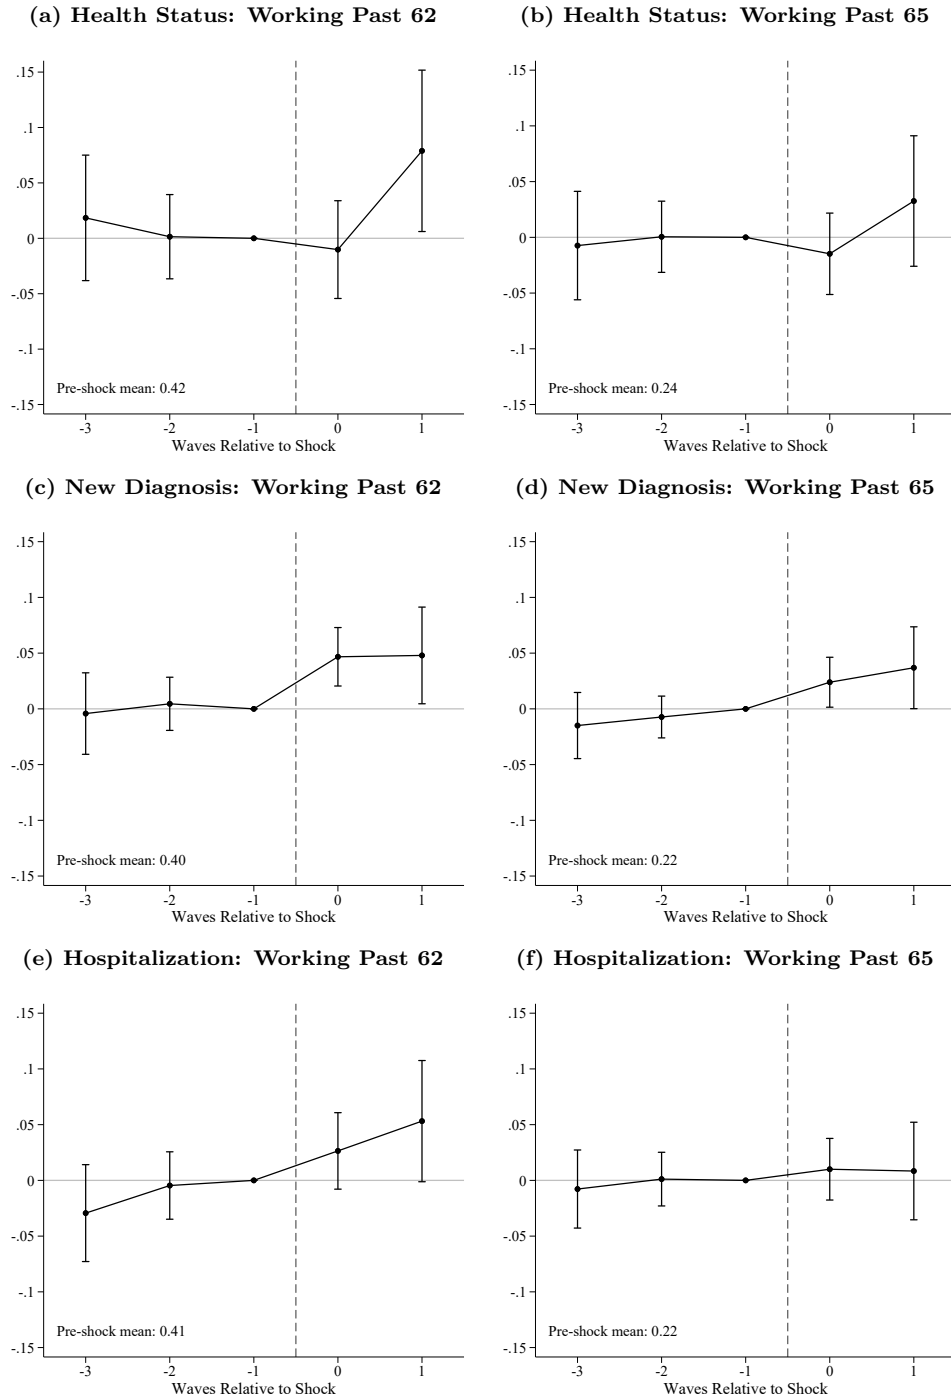 (a) Health Status: Working Past 62
.15
.1
.05
0
-.05
-.1
-.15
Pre-shock mean: 0.42
-3 -2 -1 0 1
Waves Relative to Shock
(b) Health Status: Working Past 65
.15
.1
.05
0
-.05
-.1
-.15
Pre-shock mean: 0.24
-3 -2 -1 0 1
Waves Relative to Shock
(c) New Diagnosis: Working Past 62
.15
.1
.05
0
-.05
-.1
-.15
Pre-shock mean: 0.40
-3 -2 -1 0 1
Waves Relative to Shock
(d) New Diagnosis: Working Past 65
.15
.1
.05
0
-.05
-.1
-.15
Pre-shock mean: 0.22
-3 -2 -1 0 1
Waves Relative to Shock
(e) Hospitalization: Working Past 62
.15
.1
.05
0
-.05
-.1
-.15
Pre-shock mean: 0.41
-3 -2 -1 0 1
Waves Relative to Shock
(f) Hospitalization: Working Past 65
.15
.1
.05
0
-.05
-.1
-.15
Pre-shock mean: 0.22
-3 -2 -1 0 1
Waves Relative to Shock